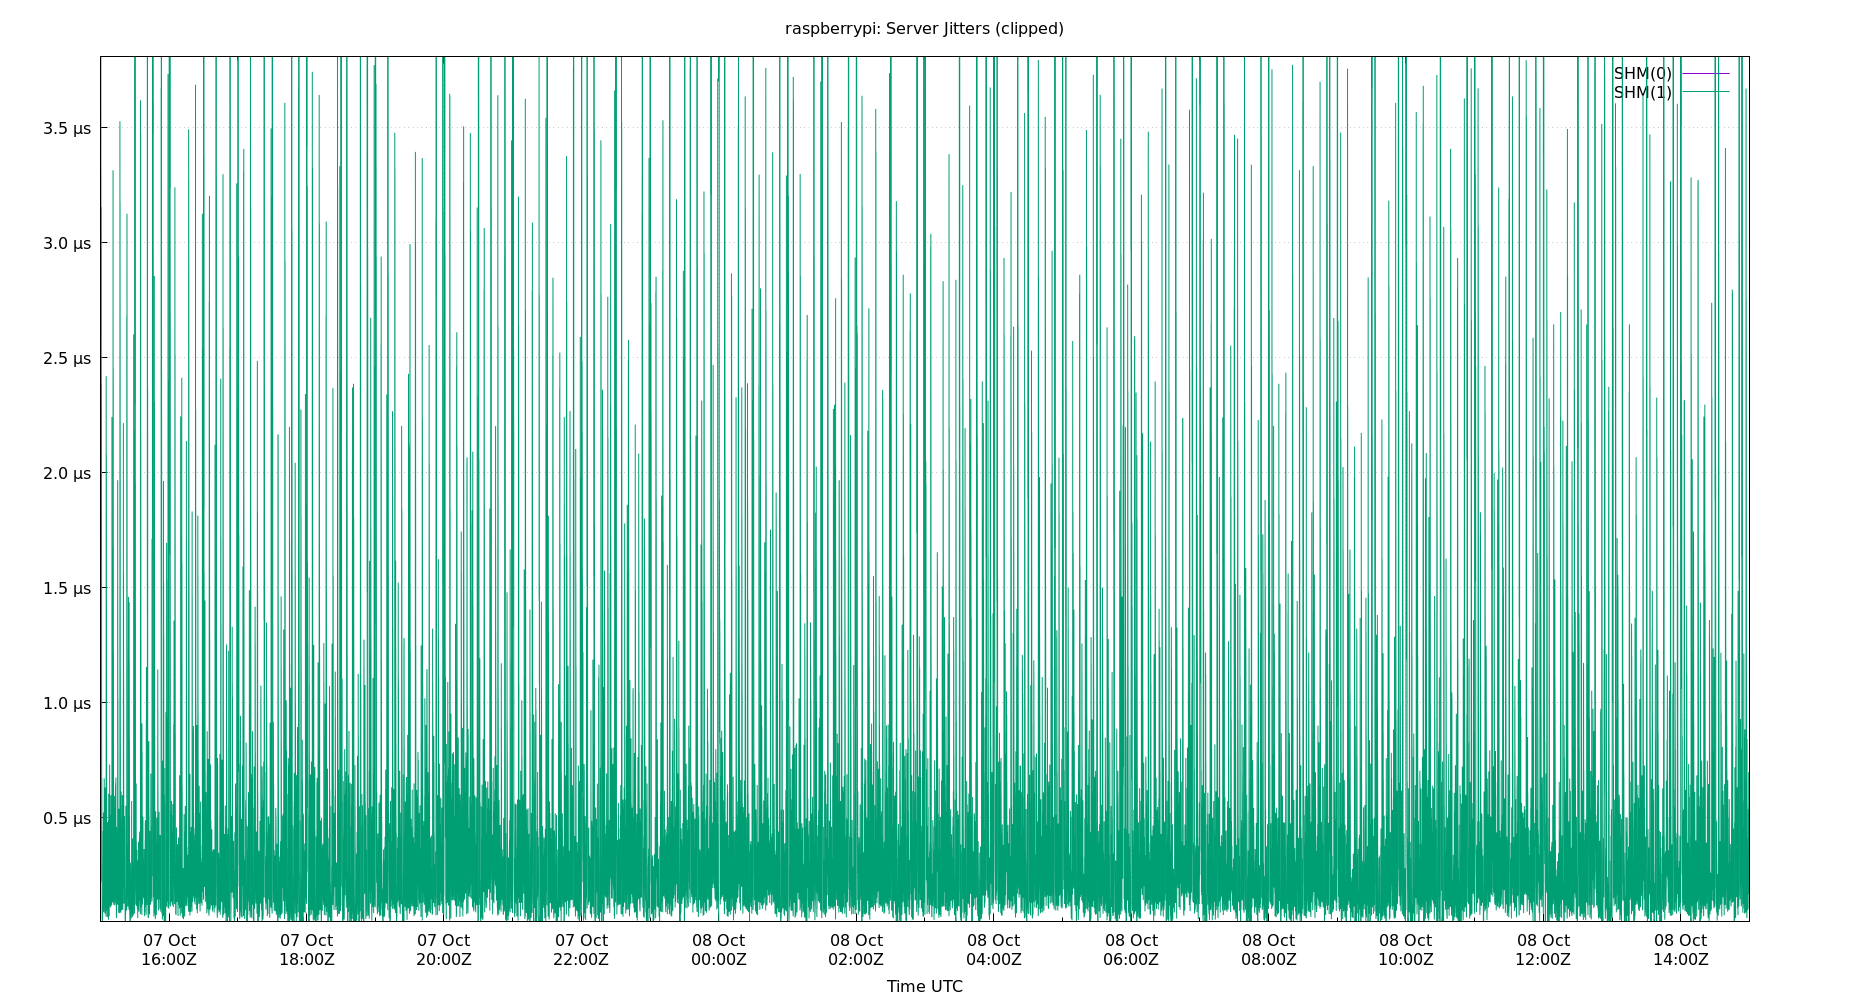 raspberrypi: Server Jitters (clipped)
SHM(0)
SHM(1)
3.5 µs
3.0 µs
2.5 µs
2.0 µs
1.5 µs
1.0 µs
0.5 µs
07 Oct 07 Oct 07 Oct 07 Oct 08 Oct 08 Oct 08 Oct 08 Oct 08 Oct 08 Oct 08 Oct 08 Oct
16:00Z 18:00Z 20:00Z 22:00Z 00:00Z 02:00Z 04:00Z 06:00Z 08:00Z 10:00Z 12:00Z 14:00Z
Time UTC